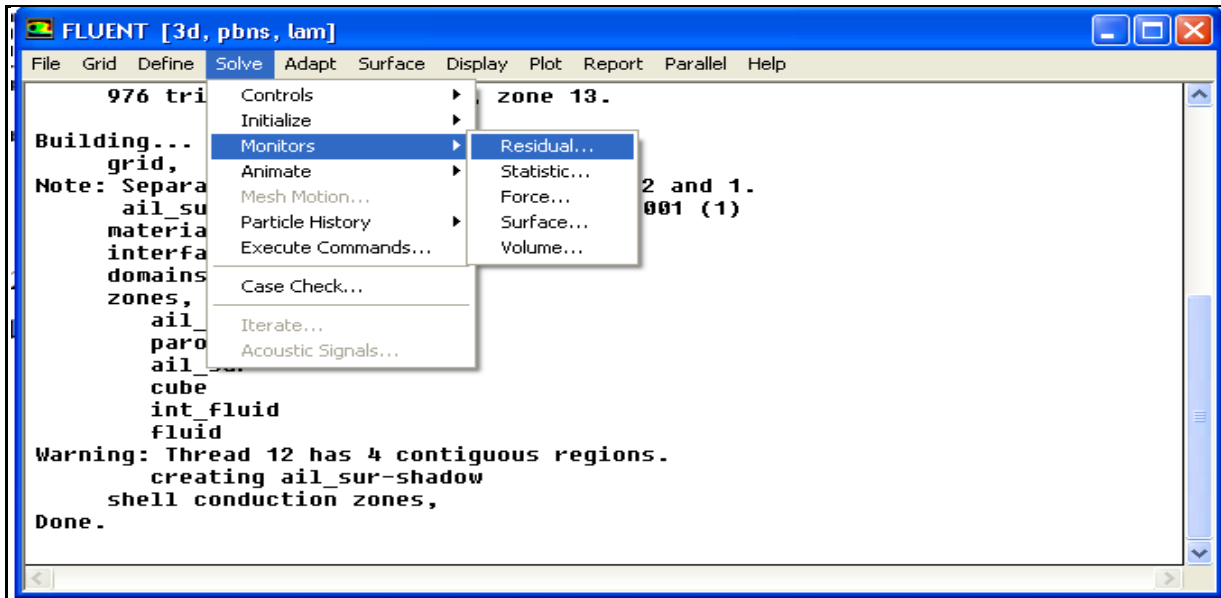 FLUENT [3d, pbns, lam]
File Grid Define Solve Adapt Surface Display Plot Report Parallel Help
976 tri , zone 13.
Building...
grid,
Note: Separa 2 and 1.
ail_su 001 (1)
materia
interfa
domains
zones,
ail_
paro
ail_sur
cube
int_fluid
fluid
Warning: Thread 12 has 4 contiguous regions.
creating ail_sur-shadow
shell conduction zones,
Done.
Controls
Initialize
Monitors
Animate
Mesh Motion...
Particle History
Execute Commands...
Case Check...
Iterate...
Acoustic Signals...
Residual...
Statistic...
Force...
Surface...
Volume...